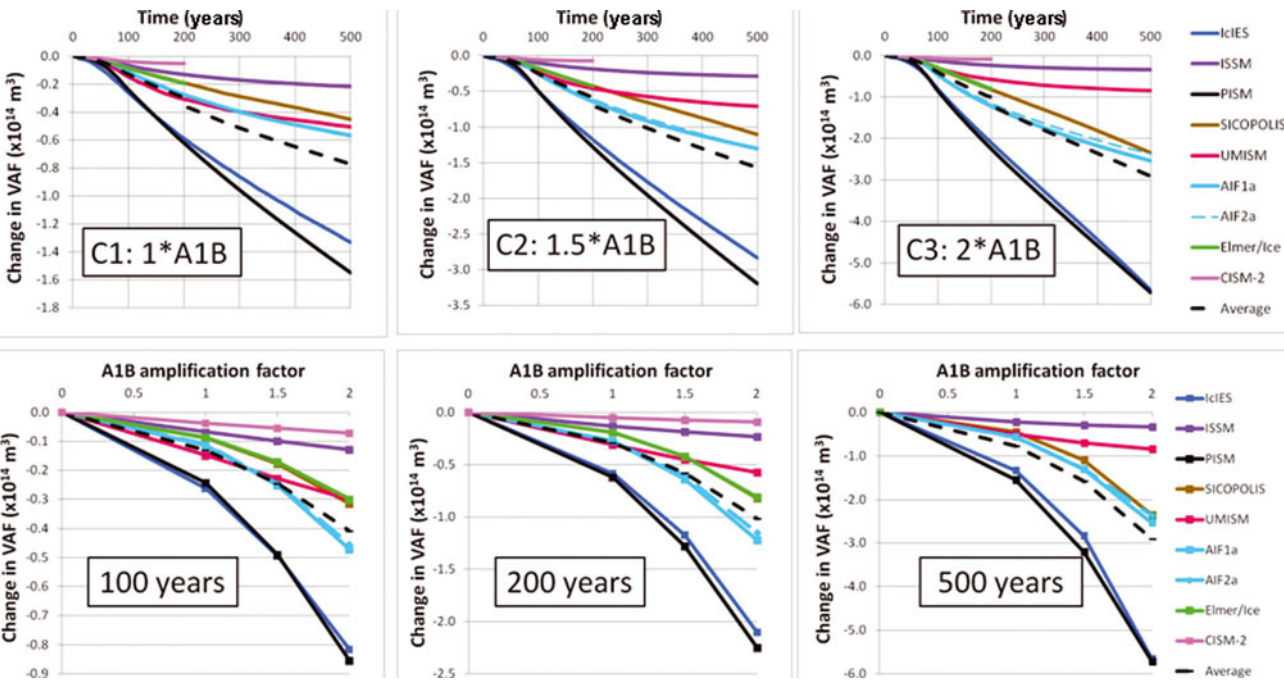 Time (years)
0 100 200 300 400 500
0.0
-0.2
-0.4
-0.6
-0.8
-1.0
-1.2
-1.4
-1.6
-1.8
Change in VAF (x10¹⁴ m³)
C1: 1*A1B
Time (years)
0 100 200 300 400 500
0.0
-0.5
-1.0
-1.5
-2.0
-2.5
-3.0
-3.5
Change in VAF (x10¹⁴ m³)
C2: 1.5*A1B
Time (years)
0 100 200 300 400 500
0.0
-1.0
-2.0
-3.0
-4.0
-5.0
-6.0
Change in VAF (x10¹⁴ m³)
C3: 2*A1B
IcIES
ISSM
PISM
SICOPOLIS
UMISM
AIF1a
AIF2a
Elmer/Ice
CISM-2
Average
A1B amplification factor
0 0.5 1 1.5 2
0.0
-0.1
-0.2
-0.3
-0.4
-0.5
-0.6
-0.7
-0.8
-0.9
Change in VAF (x10¹⁴ m³)
100 years
A1B amplification factor
0 0.5 1 1.5 2
0.0
-0.5
-1.0
-1.5
-2.0
-2.5
Change in VAF (x10¹⁴ m³)
200 years
A1B amplification factor
0 0.5 1 1.5 2
0.0
-1.0
-2.0
-3.0
-4.0
-5.0
-6.0
Change in VAF (x10¹⁴ m³)
500 years
IcIES
ISSM
PISM
SICOPOLIS
UMISM
AIF1a
AIF2a
Elmer/Ice
CISM-2
Average